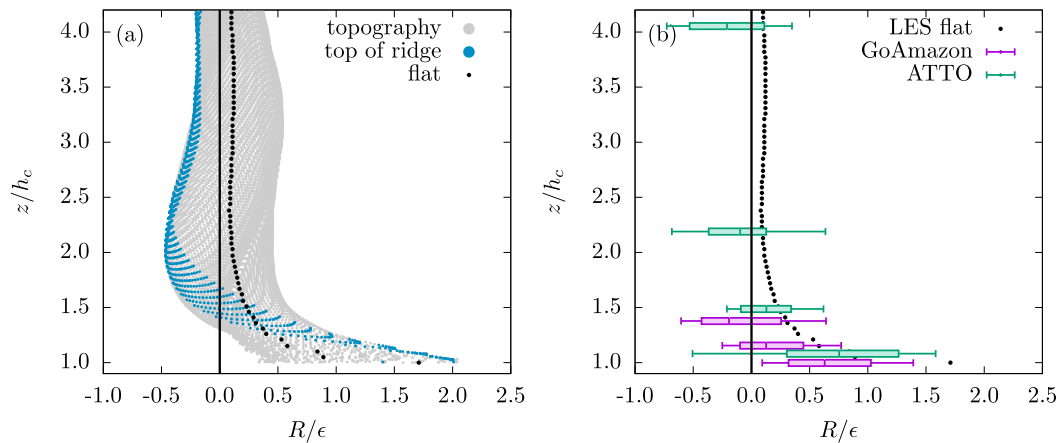 (a)
topography
top of ridge
flat
4.0
3.5
3.0
2.5
2.0
1.5
1.0
z/h_c
-1.0 -0.5 0.0 0.5 1.0 1.5 2.0 2.5
R/ϵ
(b)
LES flat
GoAmazon
ATTO
4.0
3.5
3.0
2.5
2.0
1.5
1.0
z/h_c
-1.0 -0.5 0.0 0.5 1.0 1.5 2.0 2.5
R/ϵ